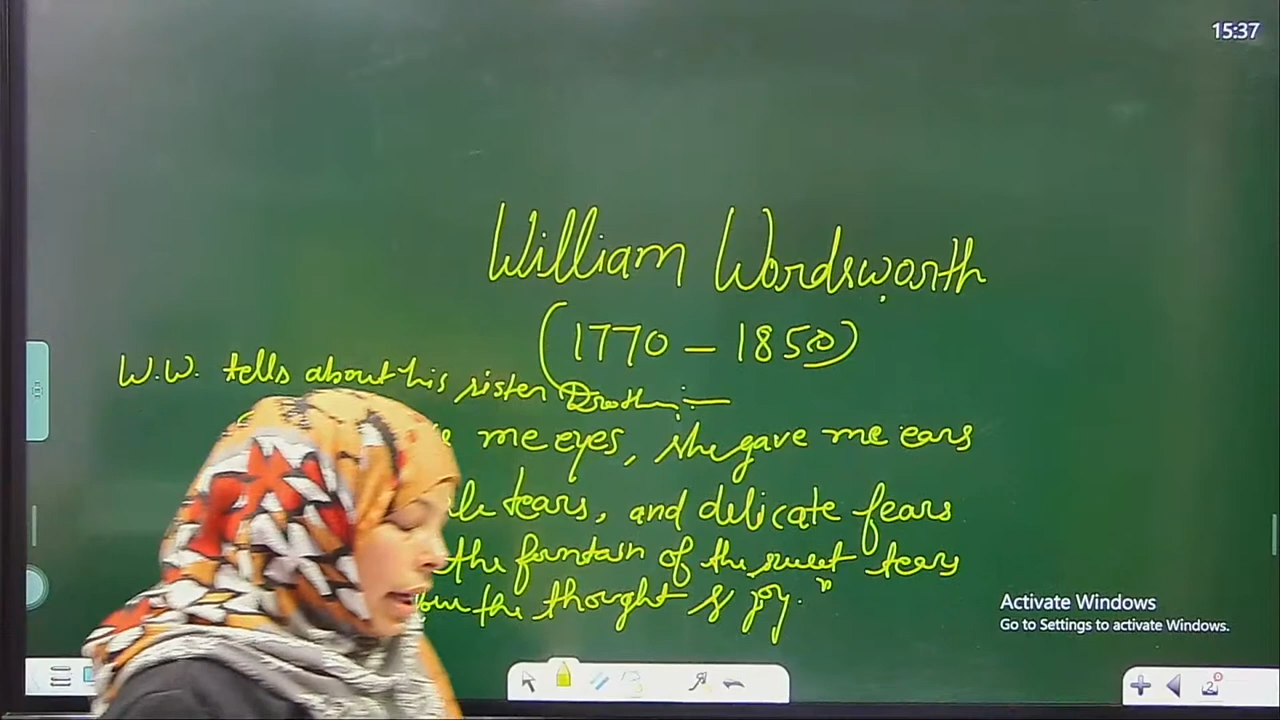 15:37
William Wordsworth
(1770 – 1850)
W.W. tells about his sister
me eyes, she gave me ears
tears, and delicate fears
the fountain of the sweet tears
the thought & joy."
Activate Windows
Go to Settings to activate Windows.
2